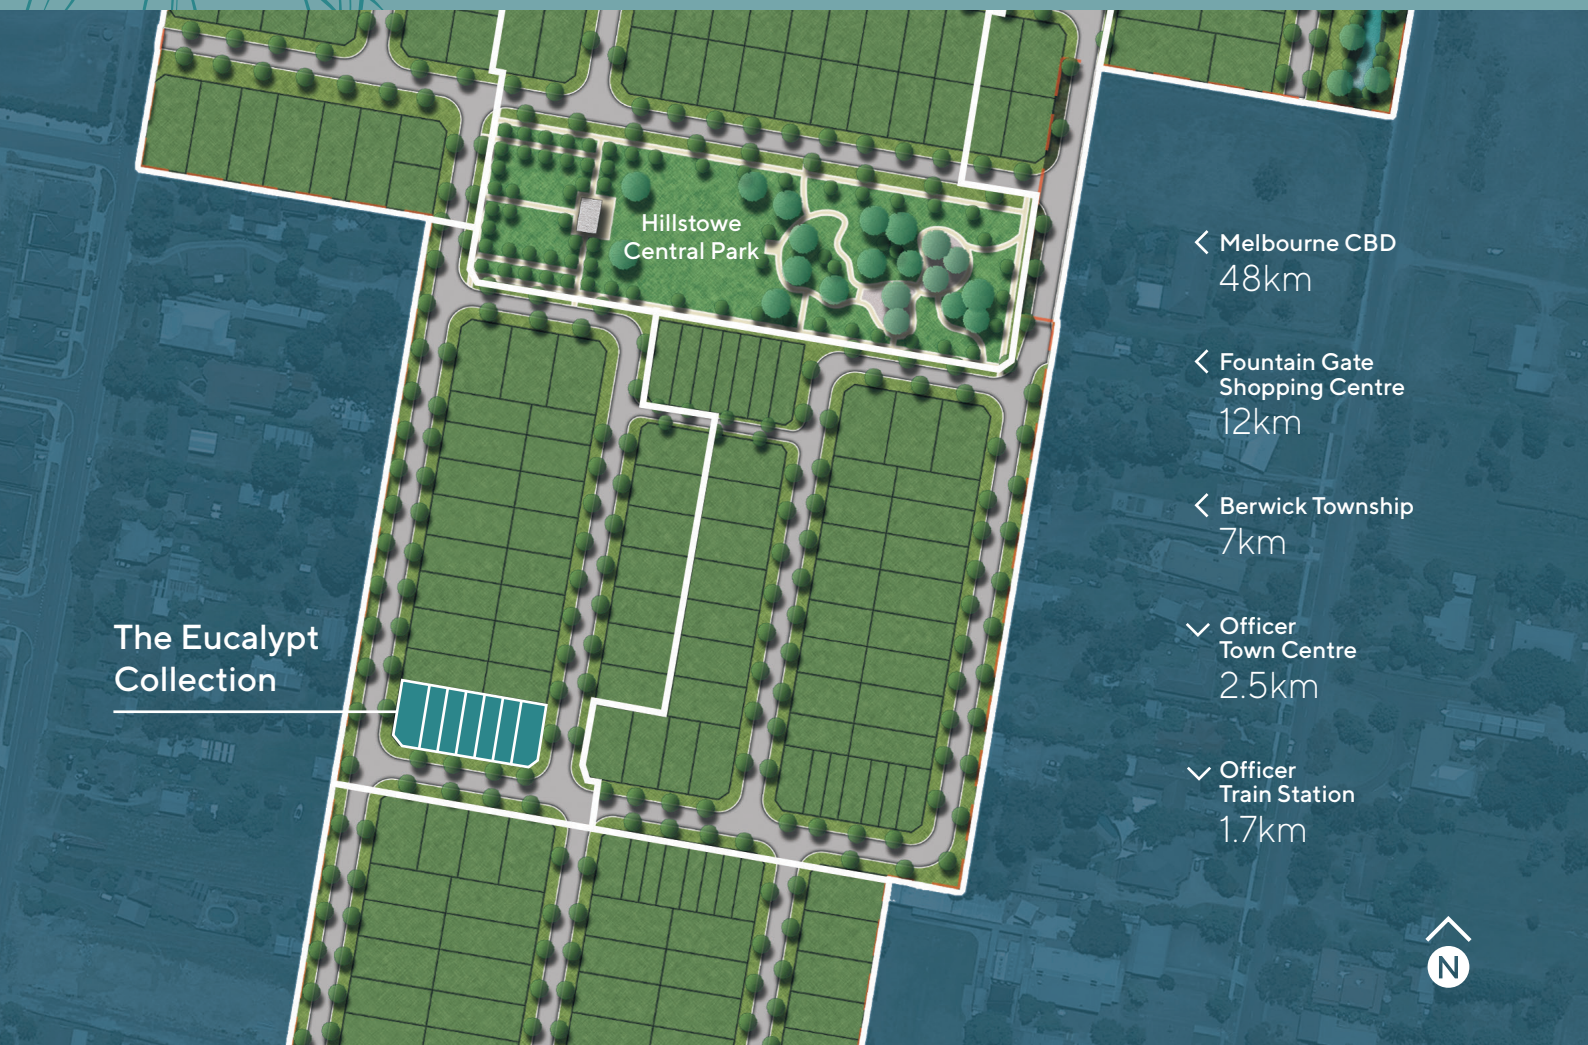 Hillstowe
Central Park
Melbourne CBD
48km
Fountain Gate
Shopping Centre
12km
Berwick Township
7km
Officer
Town Centre
2.5km
Officer
Train Station
1.7km
The Eucalypt
Collection
N